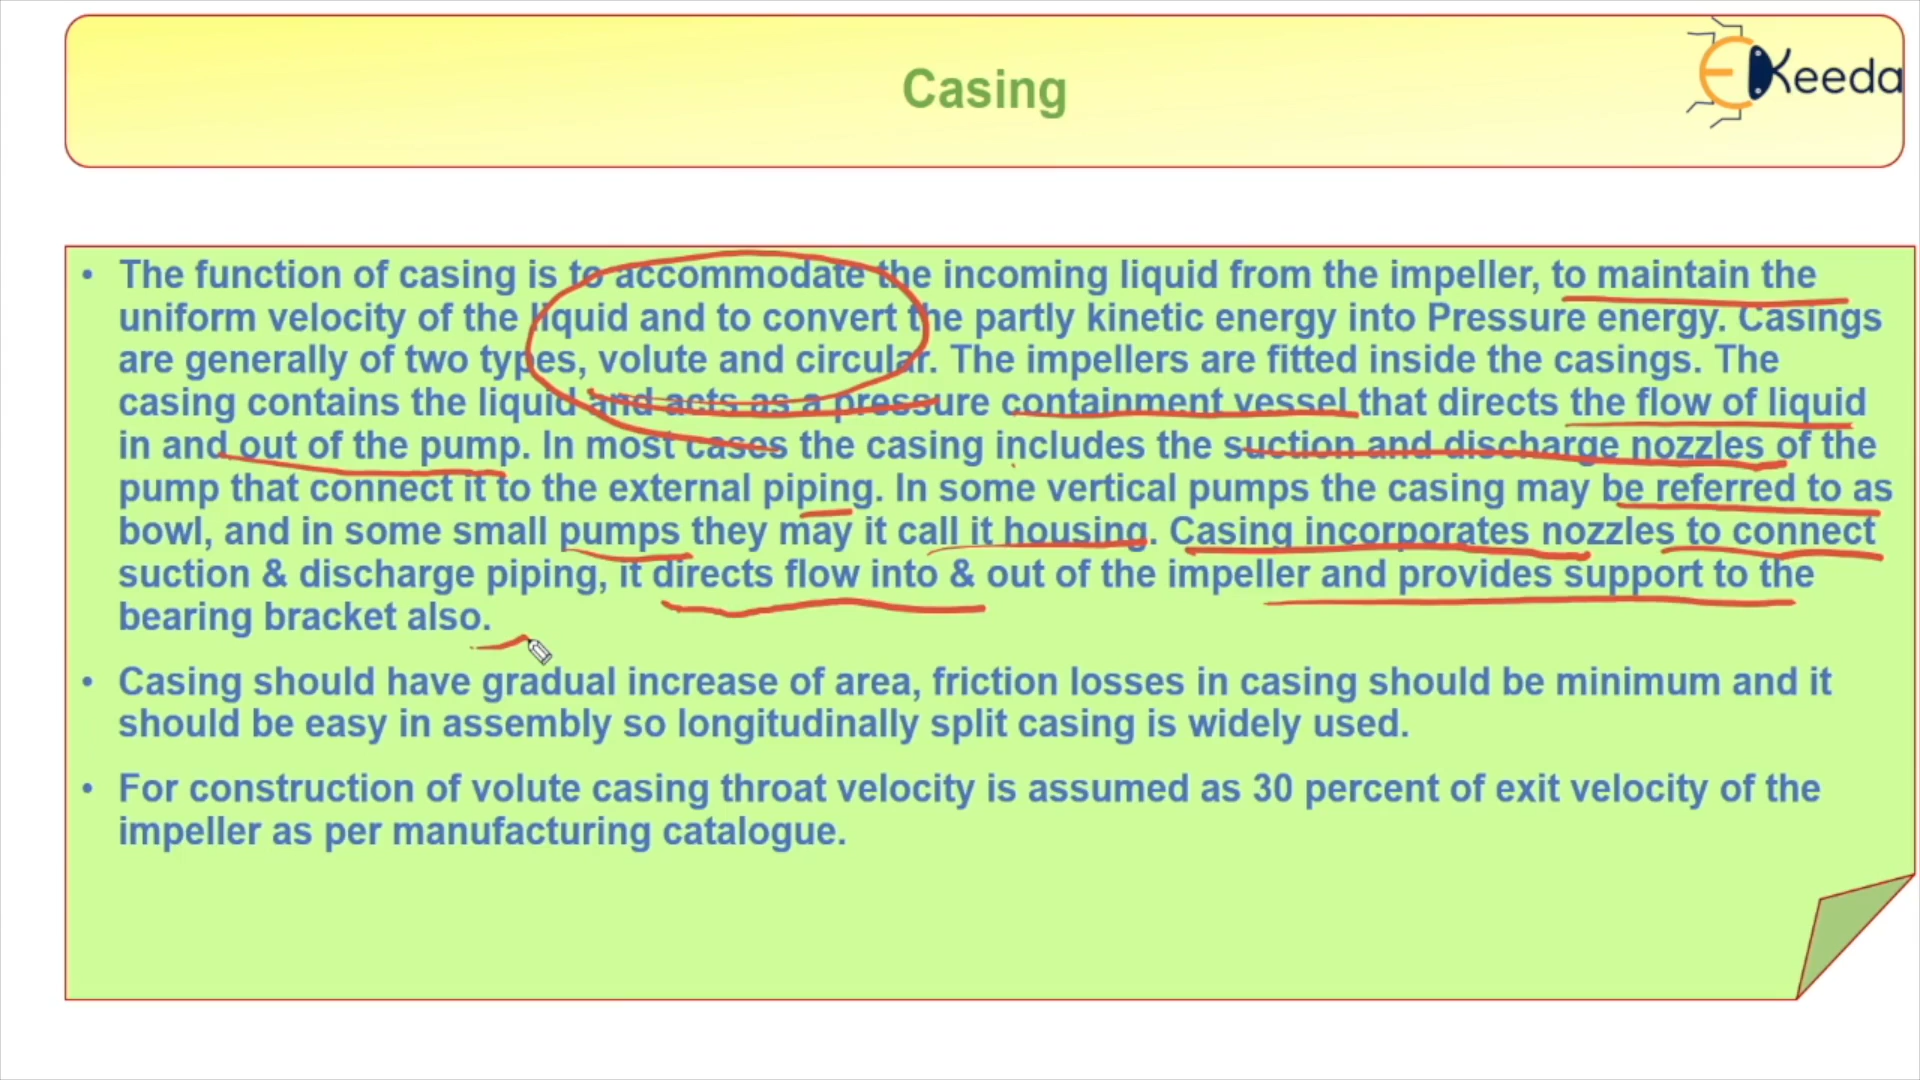 Casing
EKeeda
• The function of casing is to accommodate the incoming liquid from the impeller, to maintain the
uniform velocity of the liquid and to convert the partly kinetic energy into Pressure energy. Casings
are generally of two types, volute and circular. The impellers are fitted inside the casings. The
casing contains the liquid and acts as a pressure containment vessel that directs the flow of liquid
in and out of the pump. In most cases the casing includes the suction and discharge nozzles of the
pump that connect it to the external piping. In some vertical pumps the casing may be referred to as
bowl, and in some small pumps they may it call it housing. Casing incorporates nozzles to connect
suction & discharge piping, it directs flow into & out of the impeller and provides support to the
bearing bracket also.
• Casing should have gradual increase of area, friction losses in casing should be minimum and it
should be easy in assembly so longitudinally split casing is widely used.
• For construction of volute casing throat velocity is assumed as 30 percent of exit velocity of the
impeller as per manufacturing catalogue.